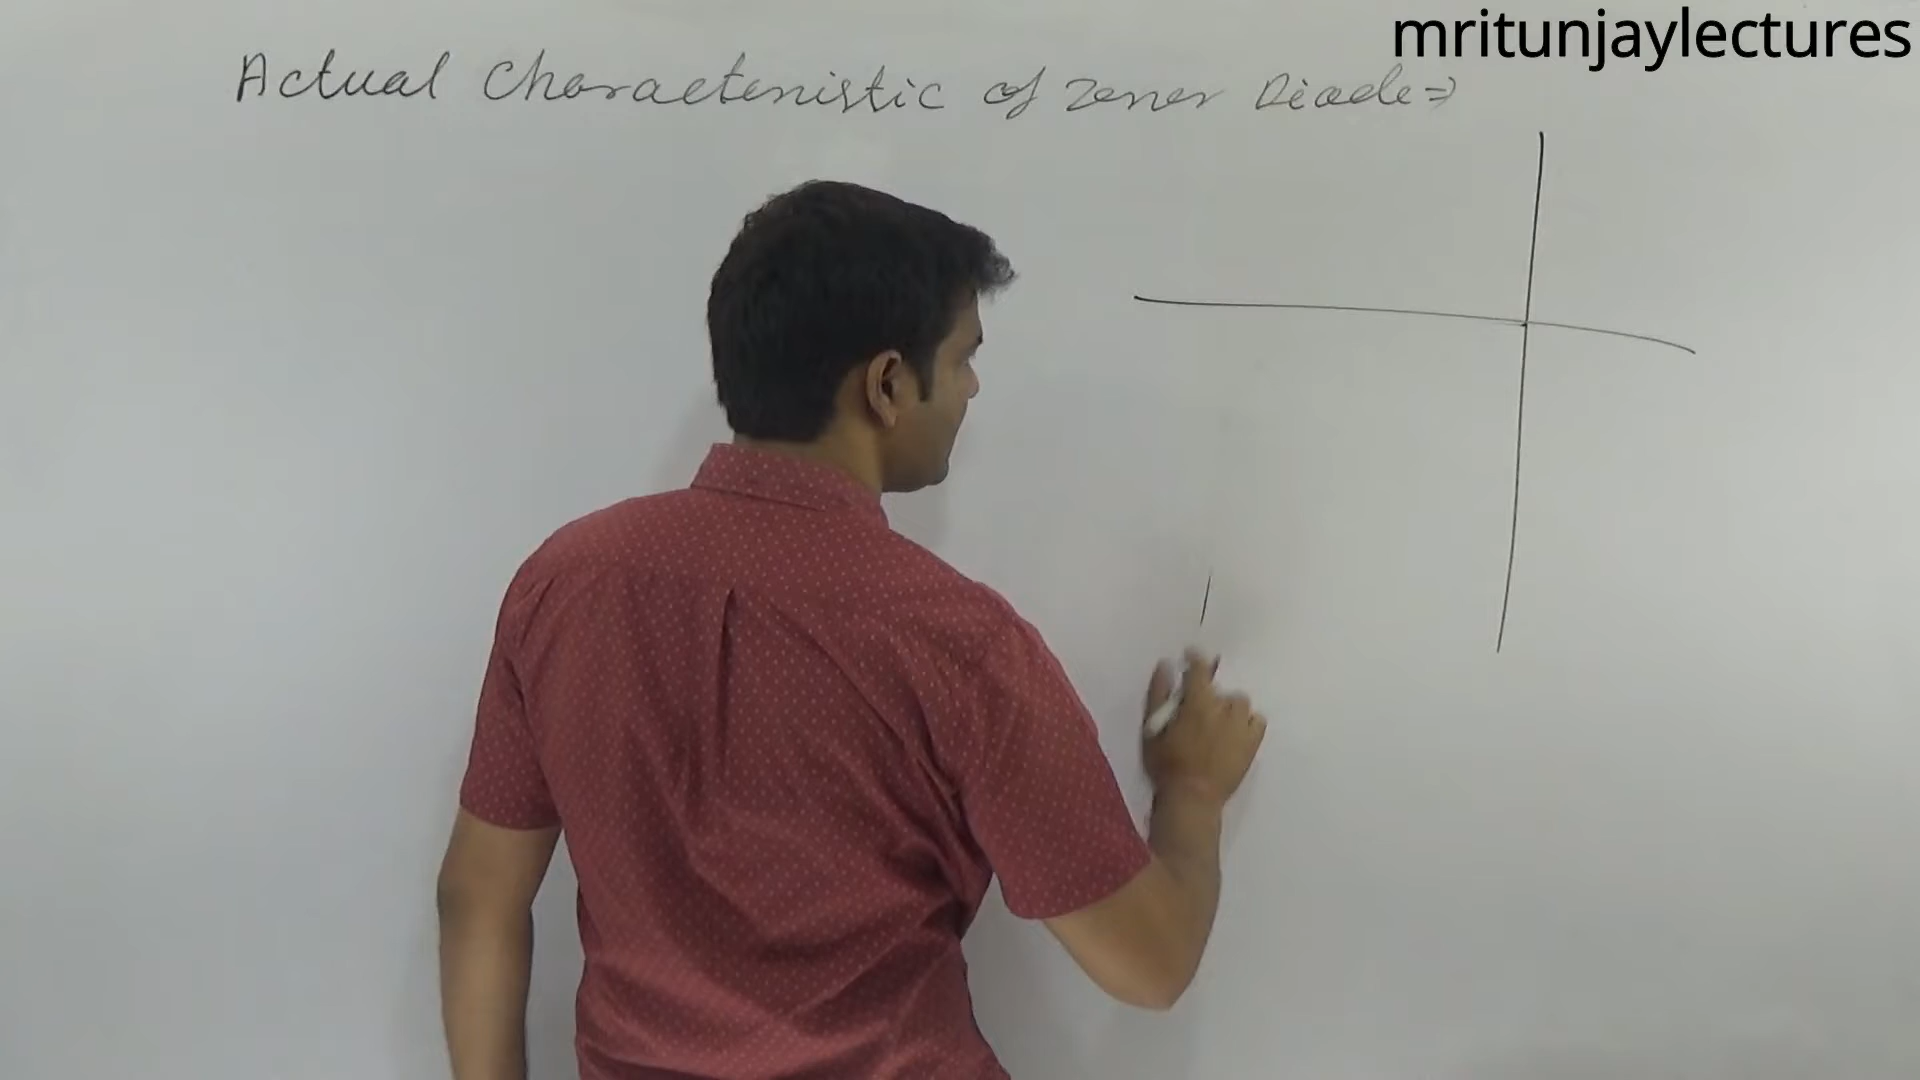 mritunjaylectures
Actual Characteristic of Zener Diode ⇒